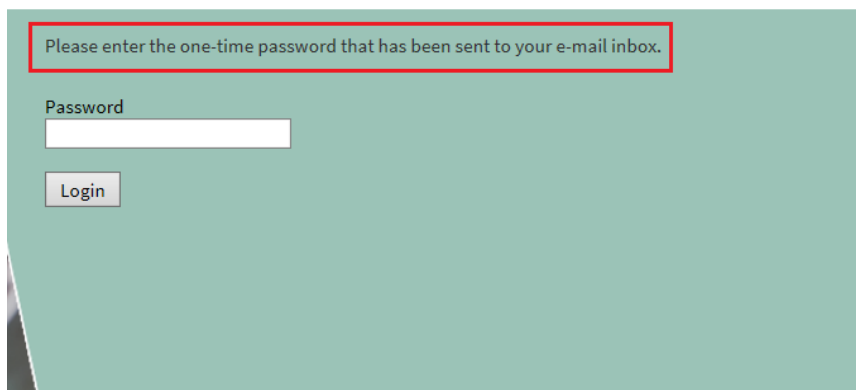 Please enter the one-time password that has been sent to your e-mail inbox.
Password
Login